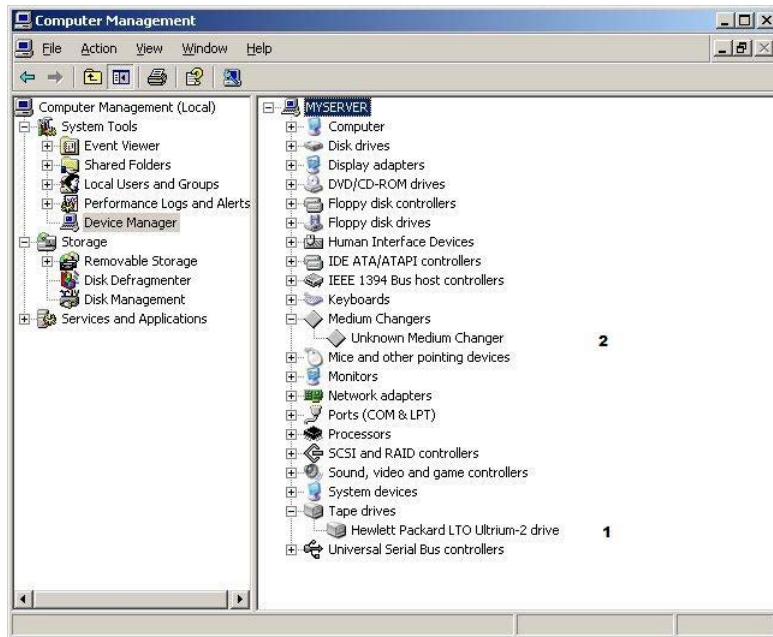 Computer Management
File Action View Window Help
Computer Management (Local)
System Tools
Event Viewer
Shared Folders
Local Users and Groups
Performance Logs and Alerts
Device Manager
Storage
Removable Storage
Disk Defragmenter
Disk Management
Services and Applications
MYSERVER
Computer
Disk drives
Display adapters
DVD/CD-ROM drives
Floppy disk controllers
Floppy disk drives
Human Interface Devices
IDE ATA/ATAPI controllers
IEEE 1394 Bus host controllers
Keyboards
Medium Changers
Unknown Medium Changer 2
Mice and other pointing devices
Monitors
Network adapters
Ports (COM & LPT)
Processors
SCSI and RAID controllers
Sound, video and game controllers
System devices
Tape drives
Hewlett Packard LTO Ultrium-2 drive 1
Universal Serial Bus controllers